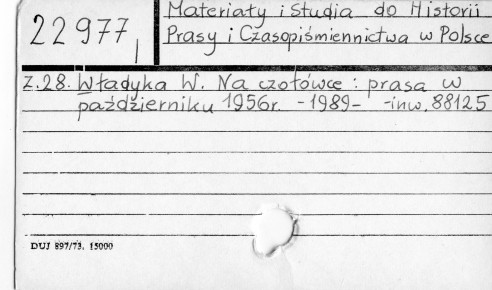 22977,
Materiały i Studia do Historii
Prasy i Czasopiśmiennictwa w Polsce
Z.28. Władyka W. Na czołówce : prasa w
październiku 1956r. - 1989 - - inw. 88125
DUJ 897/73. 15000